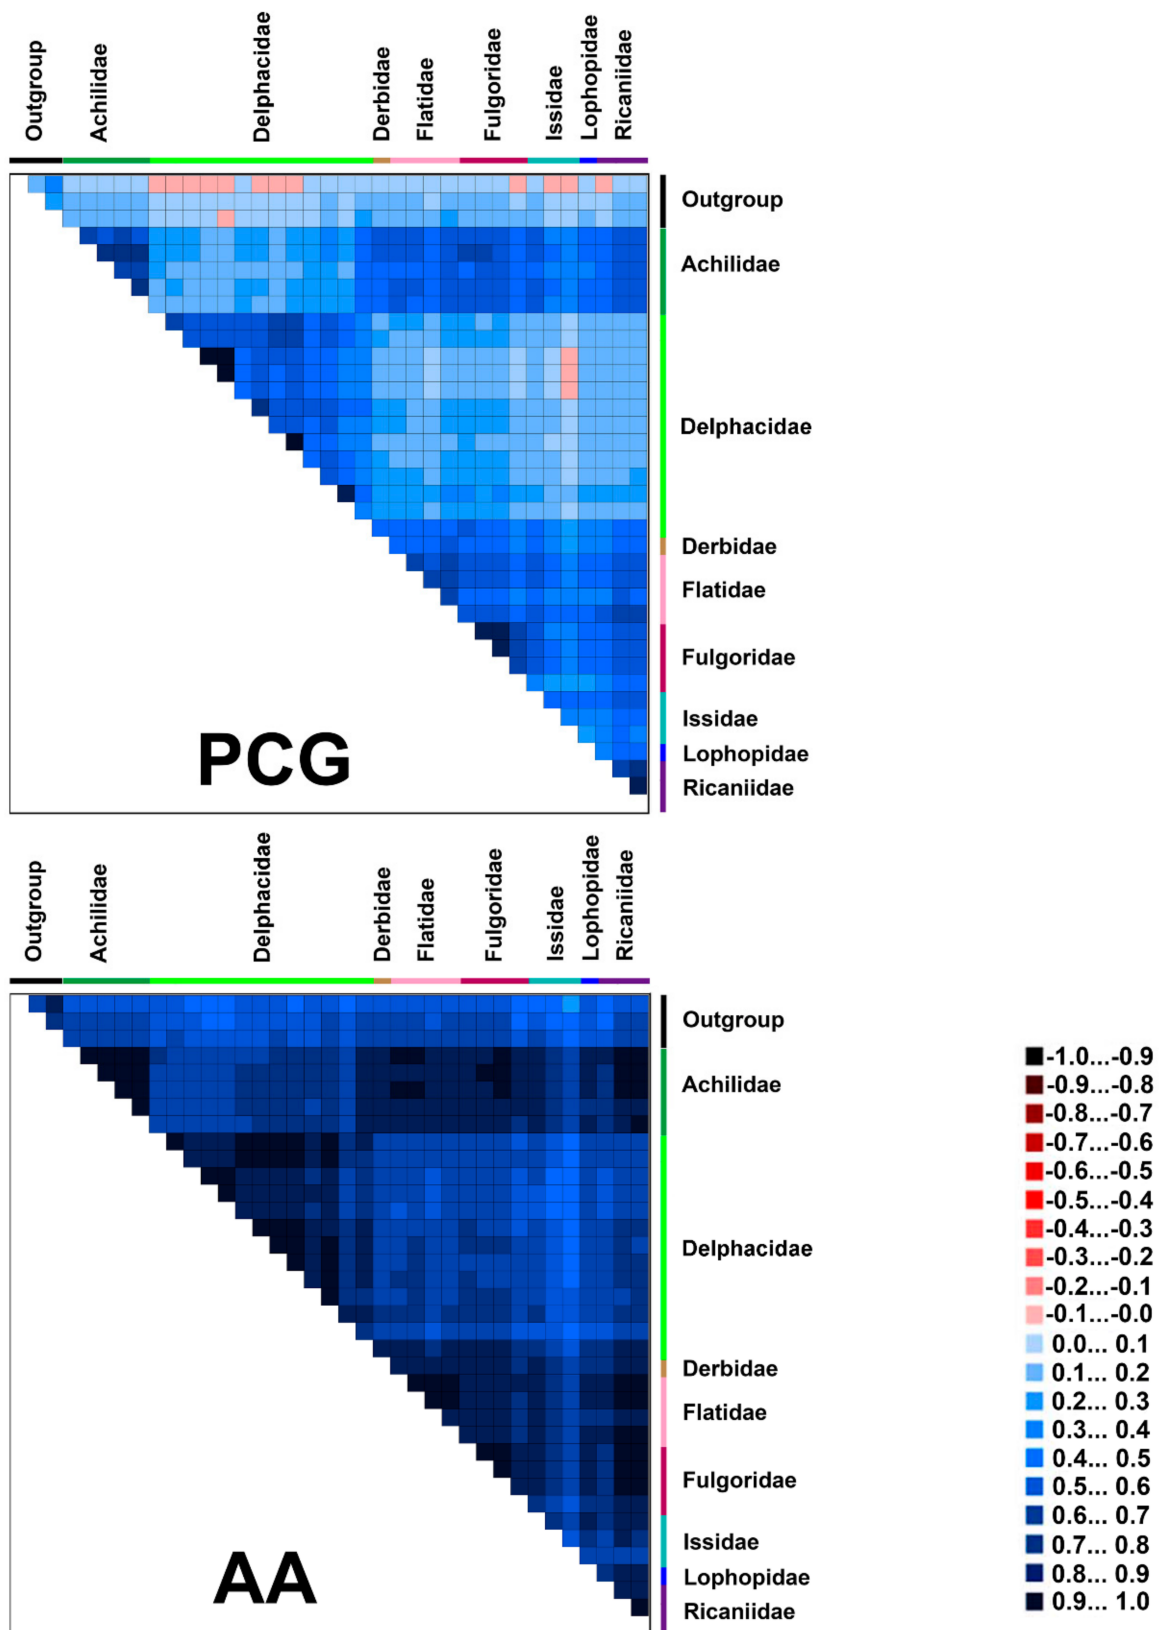 Outgroup
Achilidae
Delphacidae
Derbidae
Flatidae
Fulgoridae
Issidae
Lophopidae
Ricaniidae
Outgroup
Achilidae
Delphacidae
Derbidae
Flatidae
Fulgoridae
Issidae
Lophopidae
Ricaniidae
PCG
Outgroup
Achilidae
Delphacidae
Derbidae
Flatidae
Fulgoridae
Issidae
Lophopidae
Ricaniidae
Outgroup
Achilidae
Delphacidae
Derbidae
Flatidae
Fulgoridae
Issidae
Lophopidae
Ricaniidae
AA
-1.0...-0.9
-0.9...-0.8
-0.8...-0.7
-0.7...-0.6
-0.6...-0.5
-0.5...-0.4
-0.4...-0.3
-0.3...-0.2
-0.2...-0.1
-0.1...-0.0
0.0... 0.1
0.1... 0.2
0.2... 0.3
0.3... 0.4
0.4... 0.5
0.5... 0.6
0.6... 0.7
0.7... 0.8
0.8... 0.9
0.9... 1.0